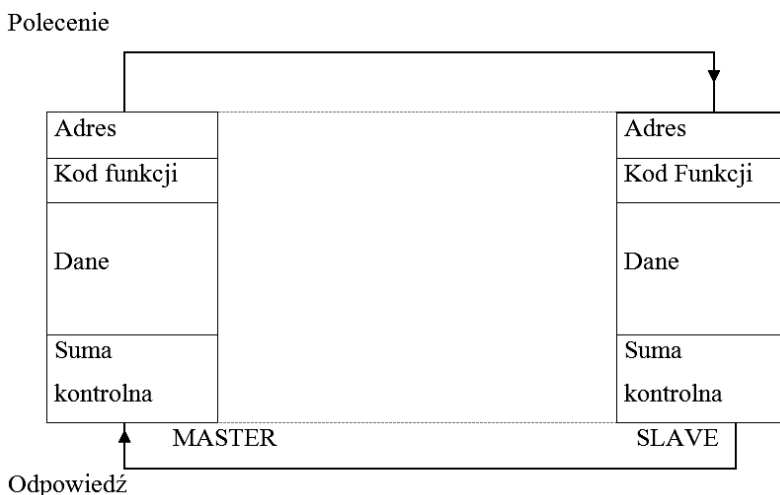 Polecenie
Adres
Kod funkcji
Dane
Suma
kontrolna
Adres
Kod Funkcji
Dane
Suma
kontrolna
MASTER
SLAVE
Odpowiedź